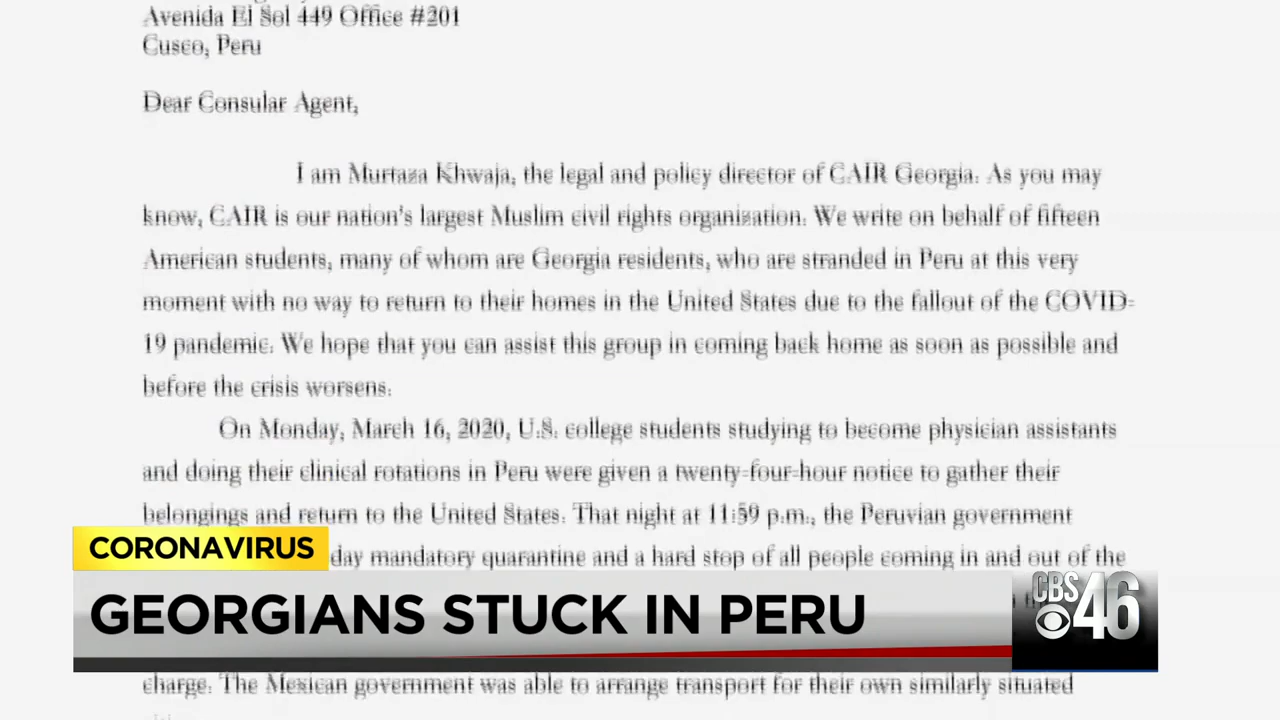 Avenida El Sol 449 Office #201
Cusco, Peru
Dear Consular Agent,
I am Murtaza Khwaja, the legal and policy director of CAIR Georgia. As you may
know, CAIR is our nation's largest Muslim civil rights organization. We write on behalf of fifteen
American students, many of whom are Georgia residents, who are stranded in Peru at this very
moment with no way to return to their homes in the United States due to the fallout of the COVID-
19 pandemic. We hope that you can assist this group in coming back home as soon as possible and
before the crisis worsens.
On Monday, March 16, 2020, U.S. college students studying to become physician assistants
and doing their clinical rotations in Peru were given a twenty-four-hour notice to gather their
belongings and return to the United States. That night at 11:59 p.m., the Peruvian government
day mandatory quarantine and a hard stop of all people coming in and out of the
CORONAVIRUS
GEORGIANS STUCK IN PERU
CBS 46
charge. The Mexican government was able to arrange transport for their own similarly situated